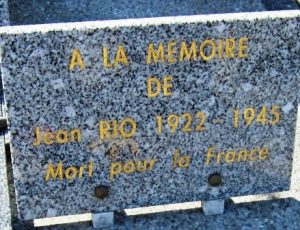 A LA MEMOIRE
DE
Jean RIO 1922 - 1945
Mort pour la France